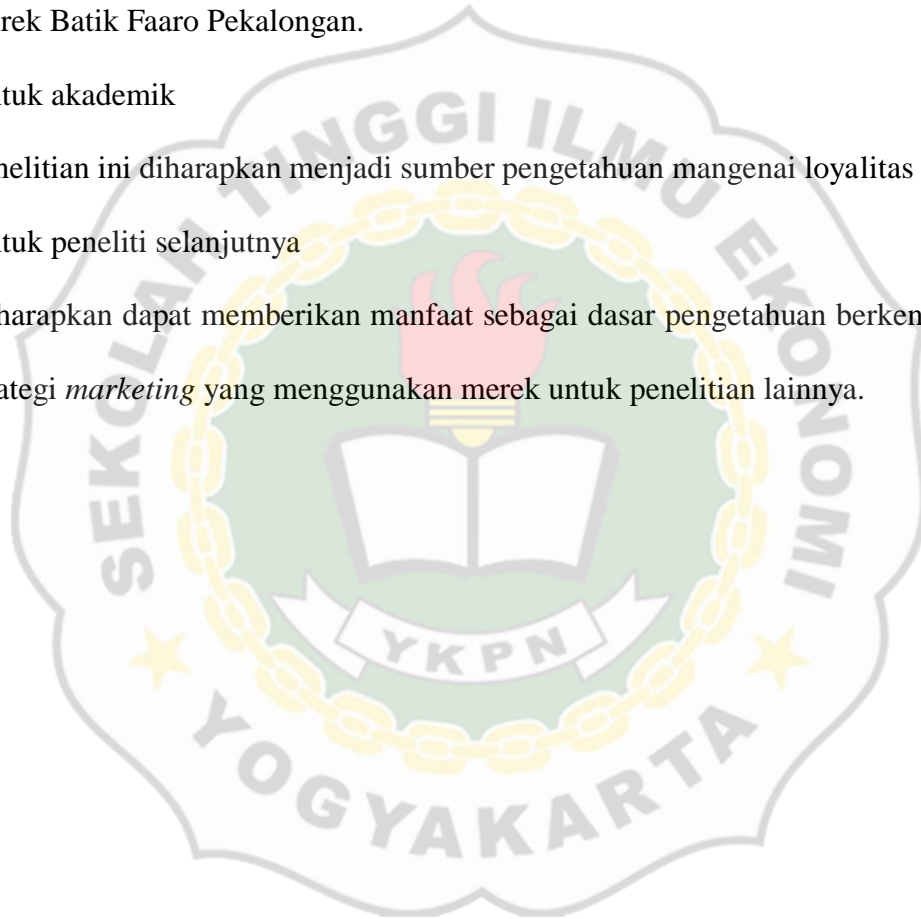 rek Batik Faaro Pekalongan.
tuk akademik
nelitian ini diharapkan menjadi sumber pengetahuan mangenai loyalitas
tuk peneliti selanjutnya
harapkan dapat memberikan manfaat sebagai dasar pengetahuan berken
ategi marketing yang menggunakan merek untuk penelitian lainnya.
SEKOLAH TINGGI ILMU EKONOMI
YKPN
YOGYAKARTA